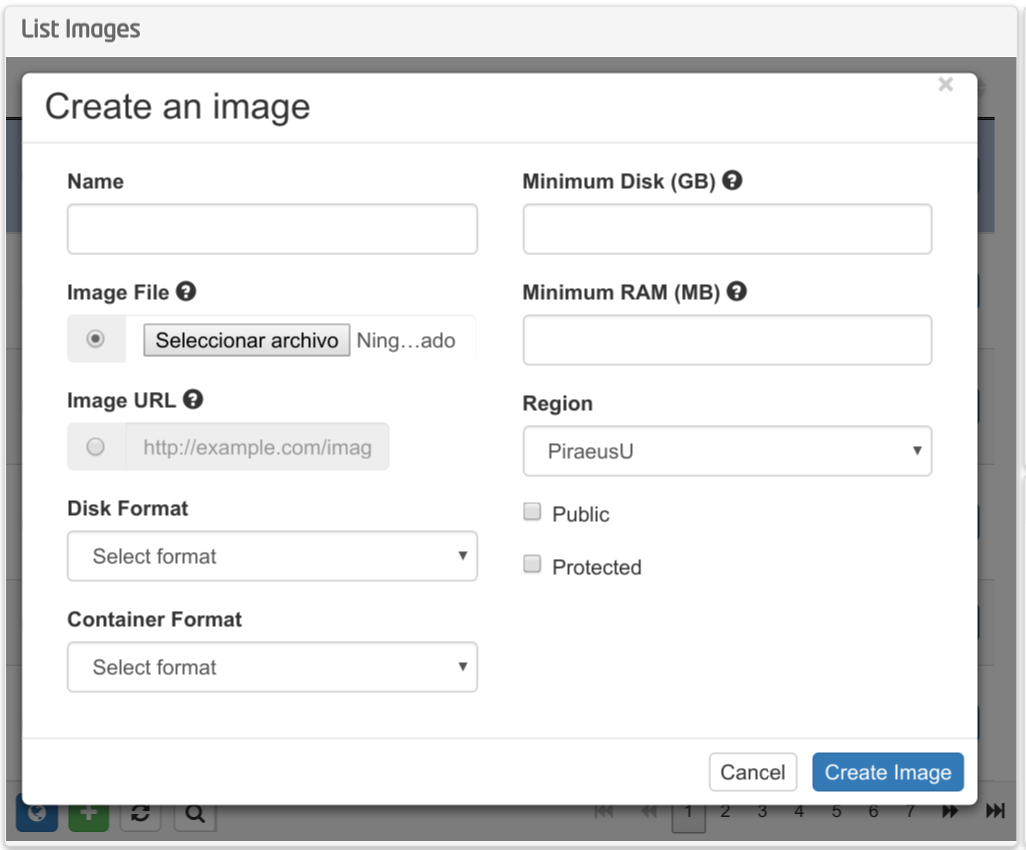 List Images
Create an image
×
Name
Minimum Disk (GB) ?
Image File ?
Minimum RAM (MB) ?
Seleccionar archivo Ning...ado
Image URL ?
Region
http://example.com/imag
PiraeusU
Disk Format
Public
Select format
Protected
Container Format
Select format
Cancel
Create Image
1 2 3 4 5 6 7